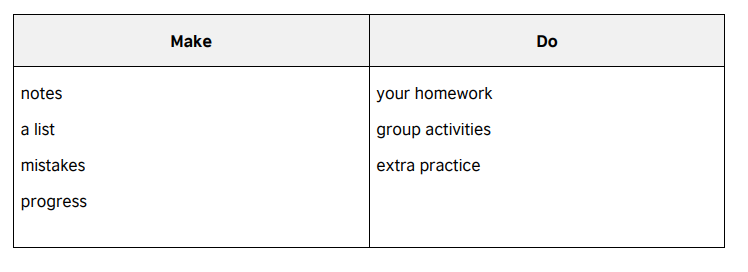 Make
Do
notes
a list
mistakes
progress
your homework
group activities
extra practice